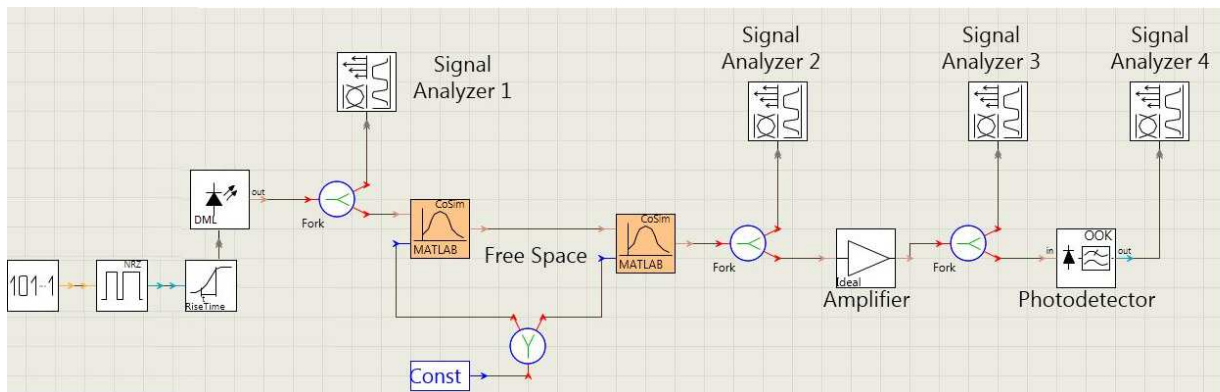 Signal
Analyzer 1
Signal
Analyzer 2
Signal
Analyzer 3
Signal
Analyzer 4
DML
out
Fork
CoSim
MATLAB
Free Space
CoSim
MATLAB
Fork
Ideal
Amplifier
Fork
in
OOK
out
Photodetector
101...1
NRZ
RiseTime
Const